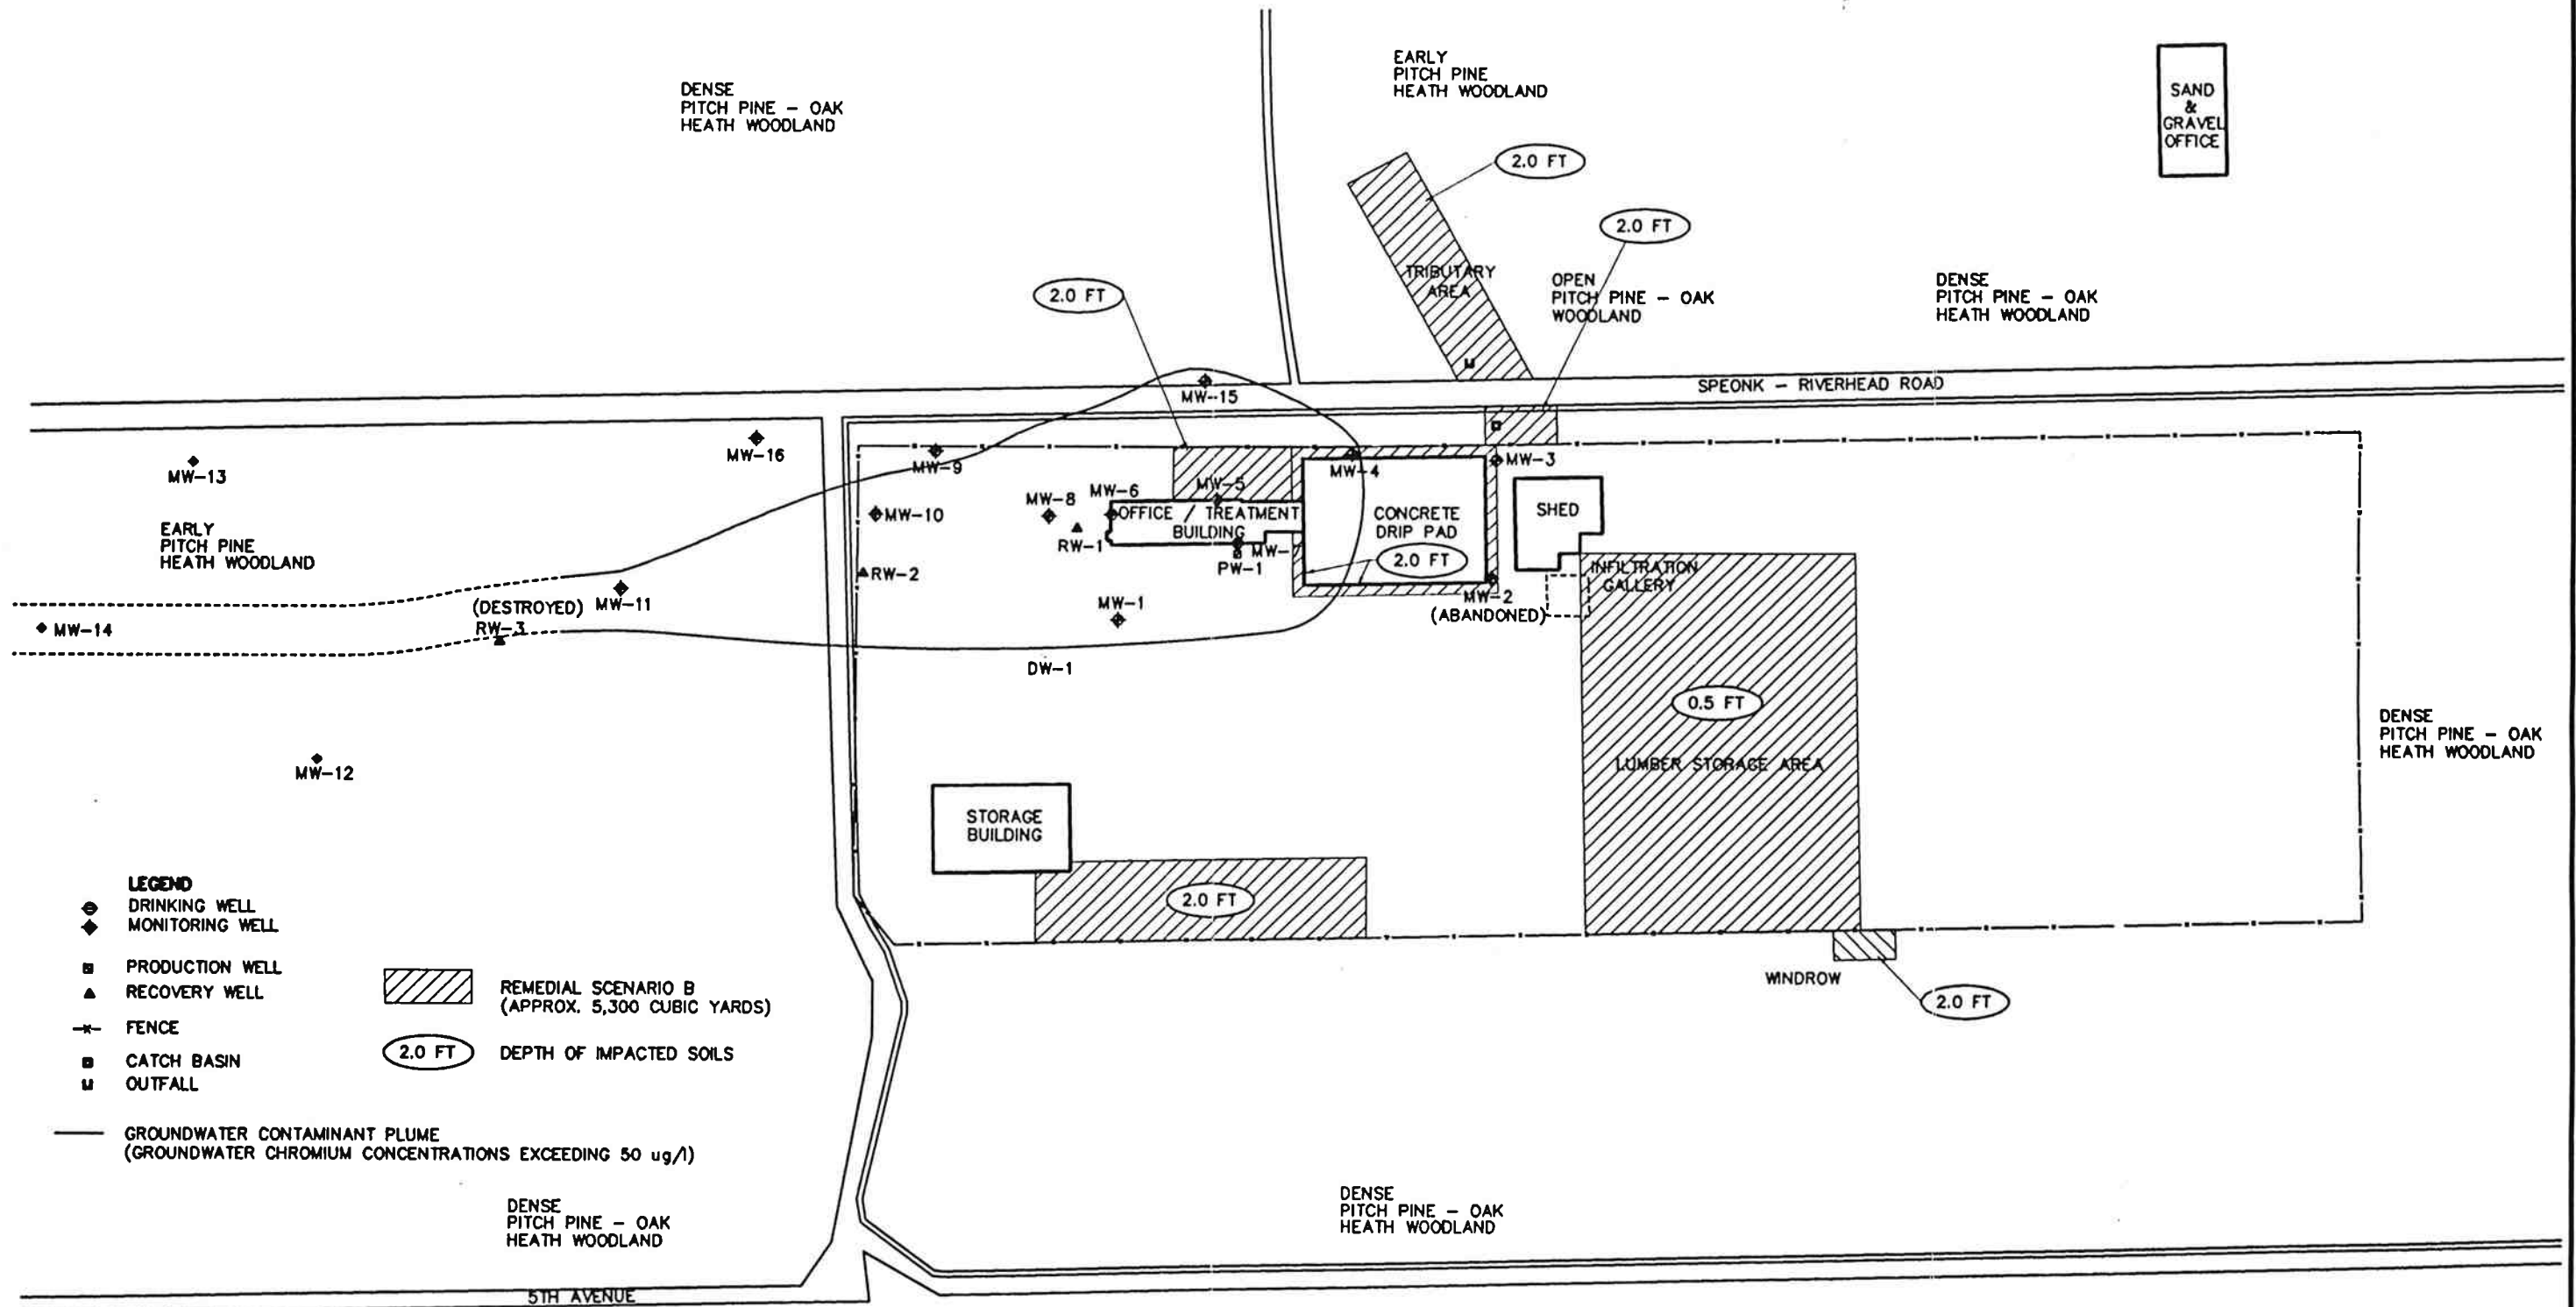 DENSE
PITCH PINE - OAK
HEATH WOODLAND
EARLY
PITCH PINE
HEATH WOODLAND
SAND
&
GRAVEL
OFFICE
2.0 FT
2.0 FT
2.0 FT
TRIBUTARY
AREA
OPEN
PITCH PINE - OAK
WOODLAND
DENSE
PITCH PINE - OAK
HEATH WOODLAND
SPEONK - RIVERHEAD ROAD
MW-15
MW-16
MW-13
MW-9
MW-4
MW-3
MW-8
MW-6
MW-5
MW-10
OFFICE / TREATMENT
BUILDING
CONCRETE
DRIP PAD
SHED
EARLY
PITCH PINE
HEATH WOODLAND
RW-1
PW-1
MW-
2.0 FT
RW-2
INFILTRATION
GALLERY
MW-2
(ABANDONED)
MW-1
(DESTROYED)
RW-3
MW-11
MW-14
DW-1
0.5 FT
LUMBER STORAGE AREA
DENSE
PITCH PINE - OAK
HEATH WOODLAND
MW-12
STORAGE
BUILDING
2.0 FT
WINDROW
2.0 FT
LEGEND
DRINKING WELL
MONITORING WELL
PRODUCTION WELL
RECOVERY WELL
FENCE
CATCH BASIN
OUTFALL
REMEDIAL SCENARIO B
(APPROX. 5,300 CUBIC YARDS)
2.0 FT DEPTH OF IMPACTED SOILS
GROUNDWATER CONTAMINANT PLUME
(GROUNDWATER CHROMIUM CONCENTRATIONS EXCEEDING 50 ug/l)
DENSE
PITCH PINE - OAK
HEATH WOODLAND
DENSE
PITCH PINE - OAK
HEATH WOODLAND
5TH AVENUE